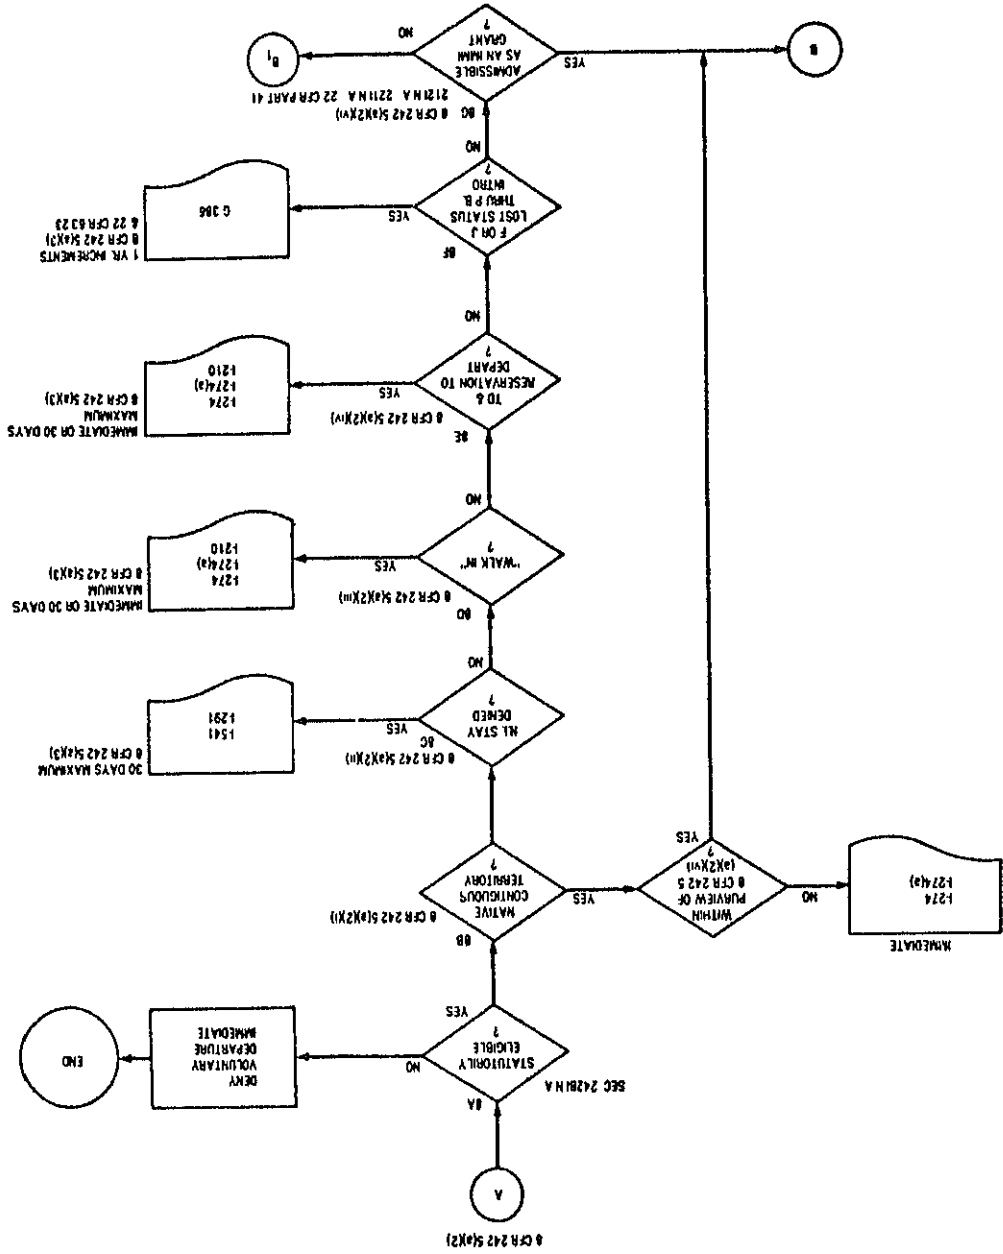 8 CFR 242 5(a)(2)
A
8A
SEC 242BINA
STATUTORILY
ELIGIBLE
?
NO
DENY
VOLUNTARY
DEPARTURE
IMMEDIATE
END
YES
8B
NATIVE
CONTIGUOUS
TERRITORY
?
8 CFR 242 5(a)(2)(i)
YES
WITHIN
PURVIEW OF
8 CFR 242 5
(a)(2)(vi)
?
NO
IMMEDIATE
I-274
I-274(a)
YES
8 CFR 242 5(a)(2)(ii)
8C
N.I. STAY
DENIED
?
YES
30 DAYS MAXIMUM
8 CFR 242 5(a)(3)
I-541
I-291
NO
8D
8 CFR 242 5(a)(2)(iii)
"WALK IN"
?
YES
IMMEDIATE OR 30 DAYS
MAXIMUM
8 CFR 242 5(a)(3)
I-274
I-274(a)
I-210
NO
8E
8 CFR 242 5(a)(2)(iv)
TD &
RESERVATION TO
DEPART
?
YES
IMMEDIATE OR 30 DAYS
MAXIMUM
8 CFR 242 5(a)(3)
I-274
I-274(a)
I-210
NO
8F
F OR J
LOST STATUS
THRU P B.
INTRO
?
YES
1 YR. INCREMENTS
8 CFR 242 5(a)(3)
& 22 CFR 63 23
G 386
NO
8G
8 CFR 242 5(a)(2)(vi)
212 I N A 221 I N A 22 CFR PART 41
ADMISSIBLE
AS AN IMMI
GRANT
?
NO
B1
YES
B